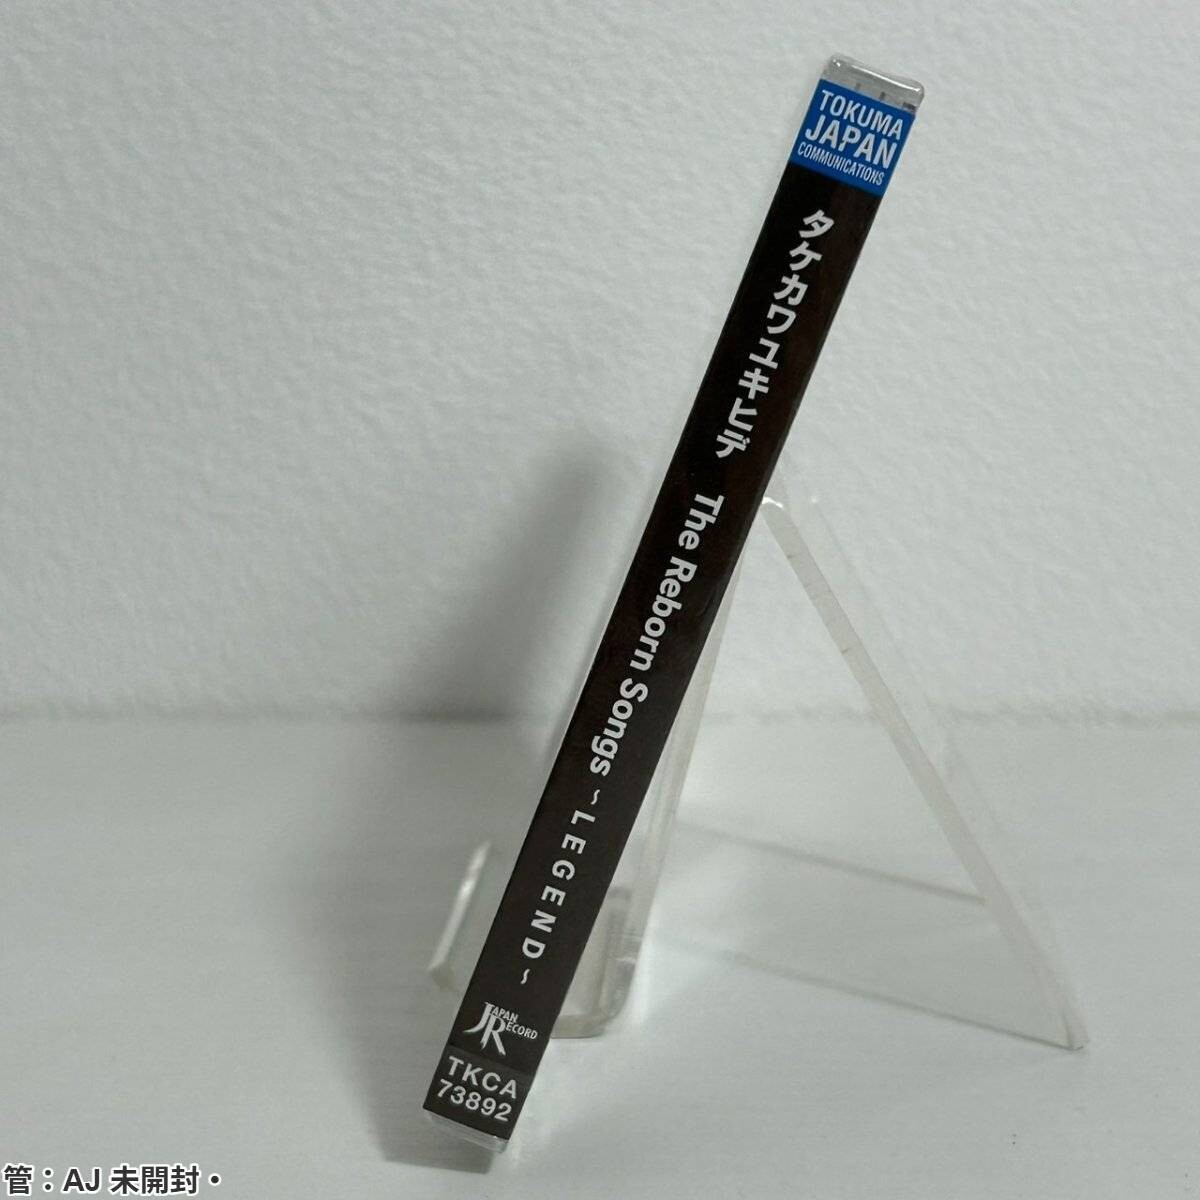 TOKUMA
JAPAN
COMMUNICATIONS
タケカワユキヒデ The Reborn Songs ~LEGEND~
JAPAN
RECORD
TKCA
73892
管：AJ 未開封・